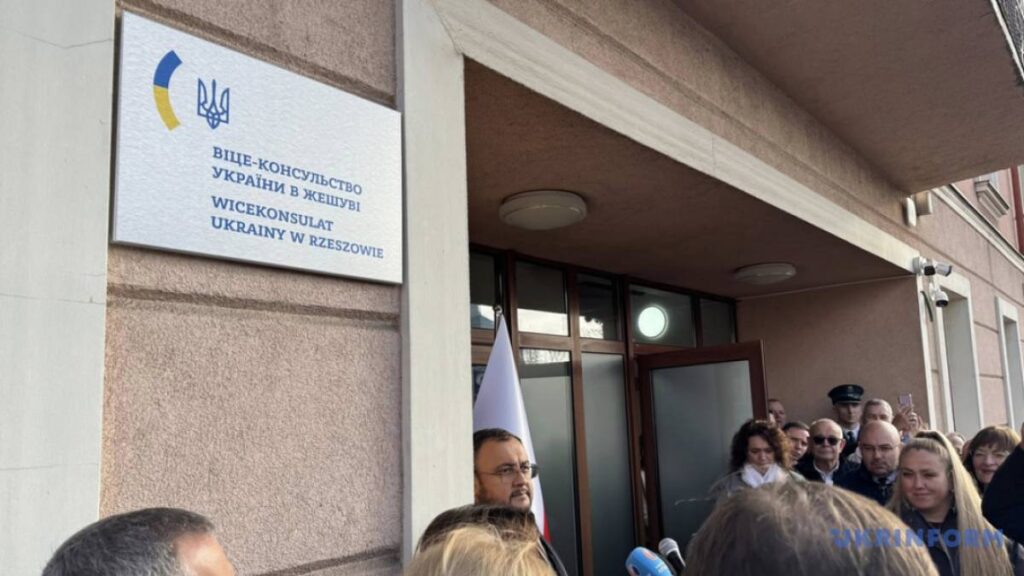 ВІЦЕ-КОНСУЛЬСТВО
УКРАЇНИ В ЖЕШУВІ
WICEKONSULAT
UKRAINY W RZESZOWIE
UKRINFORM